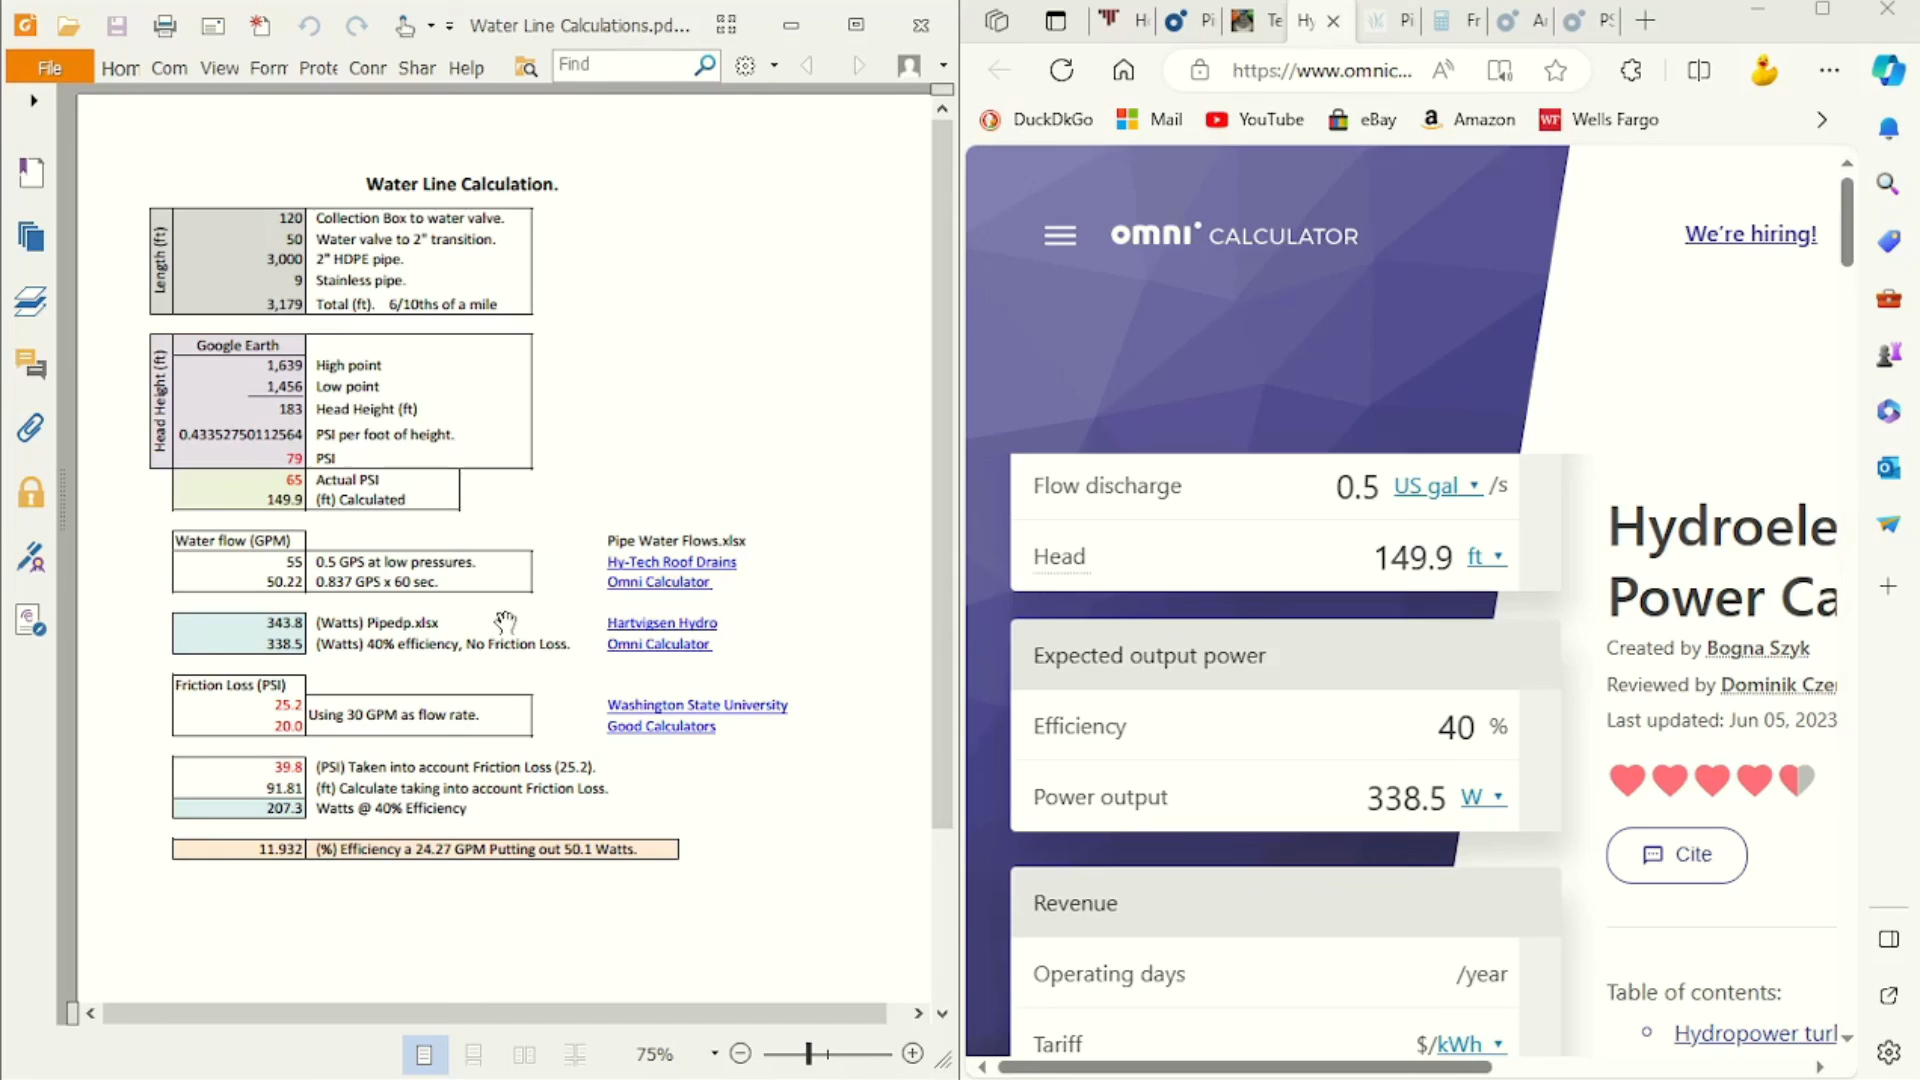 Water Line Calculations.pd...
File
Hom
Com
View
Forn
Prote
Conr
Shar
Help
Find
Water Line Calculation.
Length (ft)
120 Collection Box to water valve.
50 Water valve to 2" transition.
3,000 2" HDPE pipe.
9 Stainless pipe.
3,179 Total (ft). 6/10ths of a mile
Head Height (ft)
Google Earth
1,639 High point
1,456 Low point
183 Head Height (ft)
0.43352750112564 PSI per foot of height.
79 PSI
65 Actual PSI
149.9 (ft) Calculated
Water flow (GPM) Pipe Water Flows.xlsx
55 0.5 GPS at low pressures. Hy-Tech Roof Drains
50.22 0.837 GPS x 60 sec. Omni Calculator
343.8 (Watts) Pipedp.xlsx Hartvigsen Hydro
338.5 (Watts) 40% efficiency, No Friction Loss. Omni Calculator
Friction Loss (PSI)
25.2 Washington State University
Using 30 GPM as flow rate.
20.0 Good Calculators
39.8 (PSI) Taken into account Friction Loss (25.2).
91.81 (ft) Calculate taking into account Friction Loss.
207.3 Watts @ 40% Efficiency
11.932 (%) Efficiency a 24.27 GPM Putting out 50.1 Watts.
75%
Pi
Te
Hy
Pi
Fr
https://www.omnic...
DuckDkGo
Mail
YouTube
eBay
Amazon
WF Wells Fargo
omni CALCULATOR
We're hiring!
Flow discharge 0.5 US gal /s
Head 149.9 ft
Expected output power
Efficiency 40 %
Power output 338.5 W
Revenue
Operating days /year
Tariff $/kWh
Hydroele
Power Ca
Created by Bogna Szyk
Reviewed by Dominik Cze
Last updated: Jun 05, 2023
Cite
Table of contents:
Hydropower turl